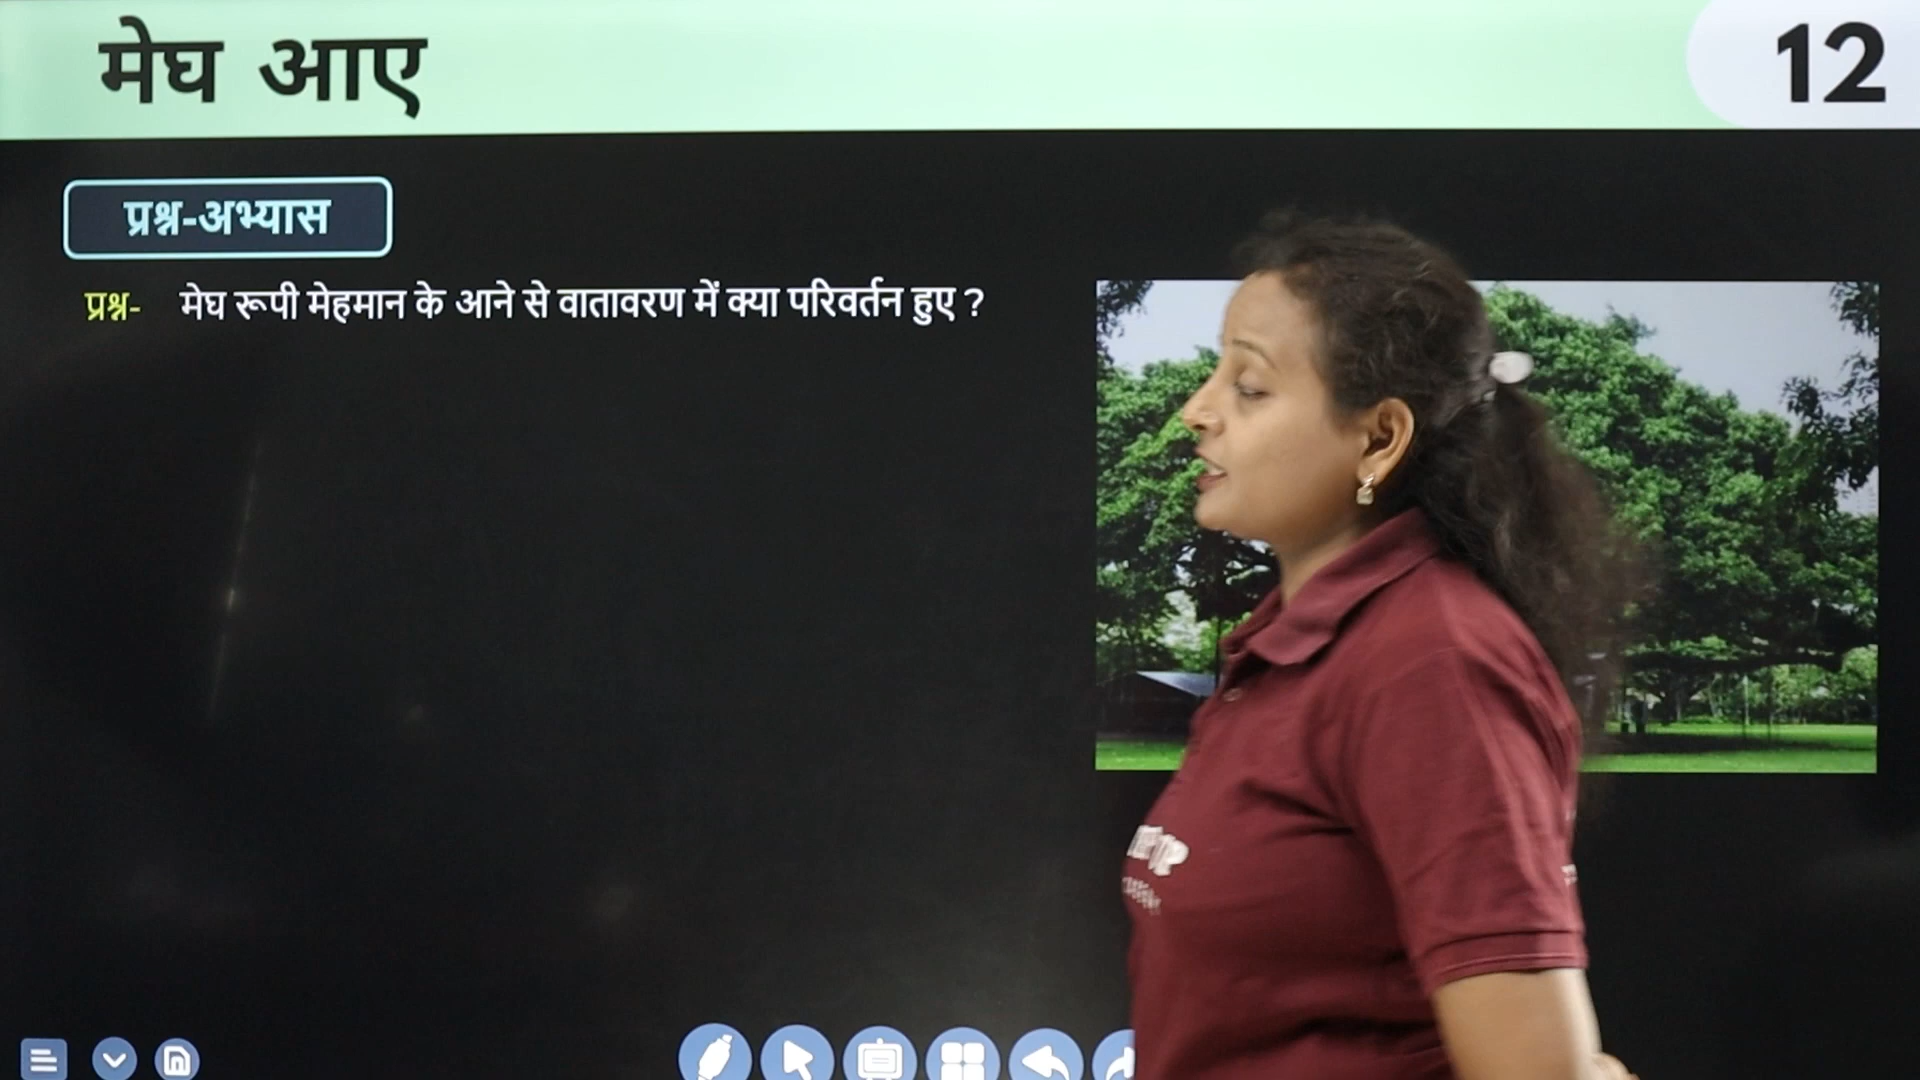 मेघ आए
12
प्रश्न-अभ्यास
प्रश्न- मेघ रूपी मेहमान के आने से वातावरण में क्या परिवर्तन हुए ?